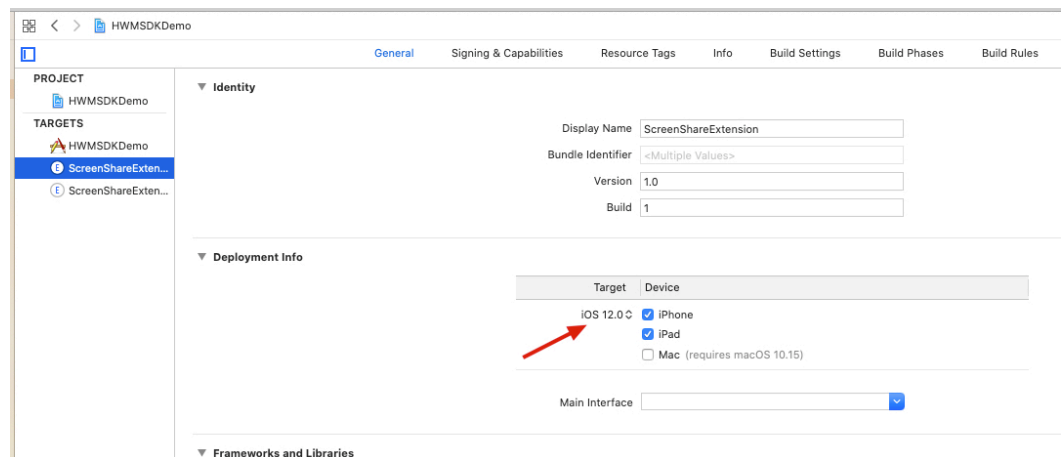 HWMSDKDemo
General Signing & Capabilities Resource Tags Info Build Settings Build Phases Build Rules
PROJECT
HWMSDKDemo
TARGETS
HWMSDKDemo
ScreenShareExten...
ScreenShareExten...
Identity
Display Name ScreenShareExtension
Bundle Identifier <Multiple Values>
Version 1.0
Build 1
Deployment Info
Target Device
iOS 12.0 iPhone
iPad
Mac (requires macOS 10.15)
Main Interface
Frameworks and Libraries